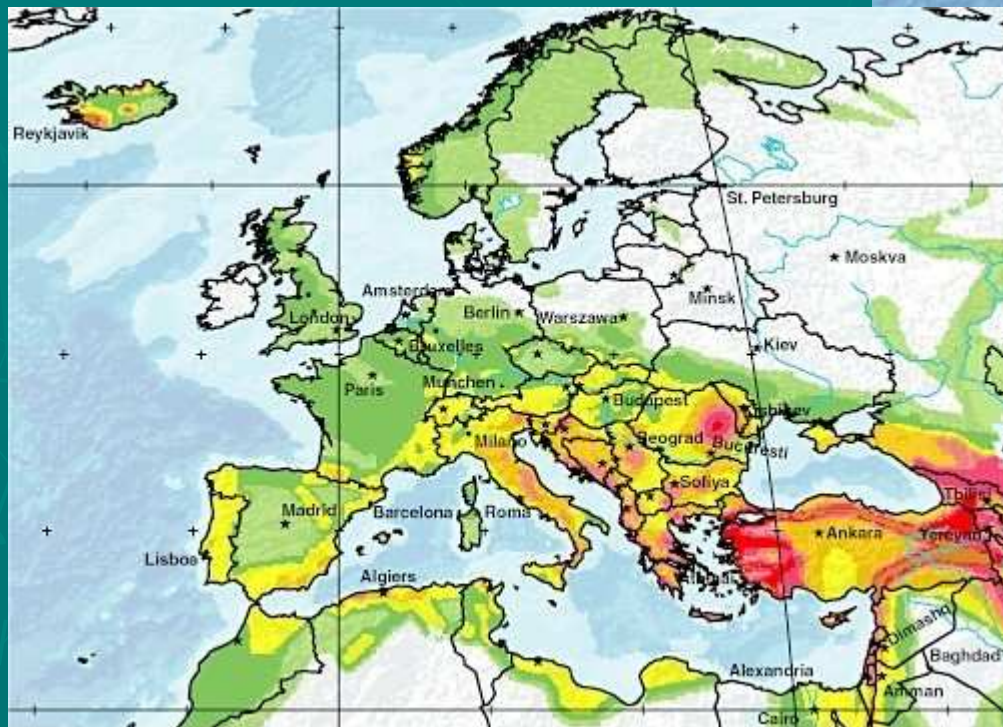 Reykjavik
St. Petersburg
Moskva
Amsterdam
Minsk
London
Berlin
Warszawa
Bruxelles
Kiev
Paris
Munchen
Budapest
Milano
Beograd
Bucuresti
Sofiya
Tbilisi
Madrid
Barcelona
Roma
Ankara
Yerevan
Lisboa
Algiers
Dimashq
Alexandria
Baghdad
Amman
Cairo